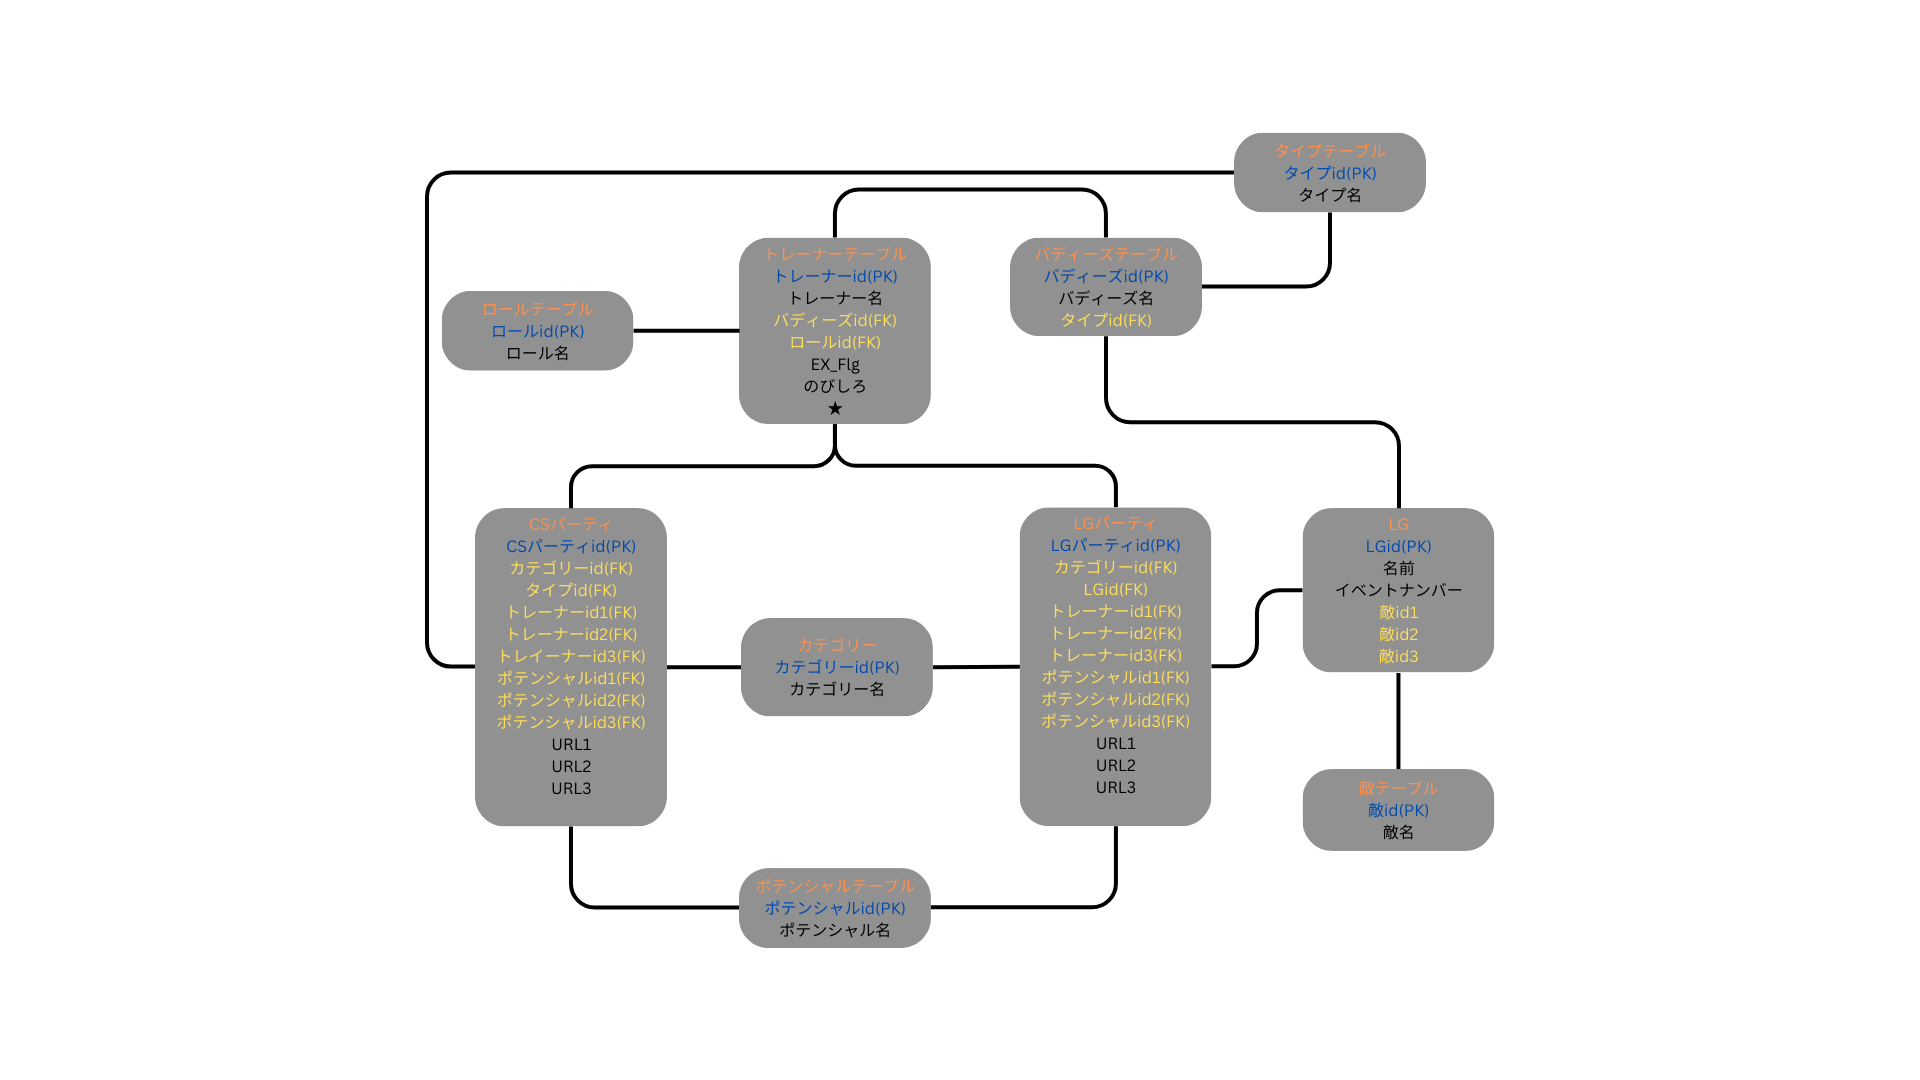 タイプテーブル
タイプid(PK)
タイプ名
トレーナーテーブル
トレーナーid(PK)
トレーナー名
バディーズid(FK)
ロールid(FK)
EX_Flg
のびしろ
★
バディーズテーブル
バディーズid(PK)
バディーズ名
タイプid(FK)
ロールテーブル
ロールid(PK)
ロール名
CSパーティ
CSパーティid(PK)
カテゴリーid(FK)
タイプid(FK)
トレーナーid1(FK)
トレーナーid2(FK)
トレイーナーid3(FK)
ポテンシャルid1(FK)
ポテンシャルid2(FK)
ポテンシャルid3(FK)
URL1
URL2
URL3
カテゴリー
カテゴリーid(PK)
カテゴリー名
LGパーティ
LGパーティid(PK)
カテゴリーid(FK)
LGid(FK)
トレーナーid1(FK)
トレーナーid2(FK)
トレーナーid3(FK)
ポテンシャルid1(FK)
ポテンシャルid2(FK)
ポテンシャルid3(FK)
URL1
URL2
URL3
LG
LGid(PK)
名前
イベントナンバー
敵id1
敵id2
敵id3
敵テーブル
敵id(PK)
敵名
ポテンシャルテーブル
ポテンシャルid(PK)
ポテンシャル名